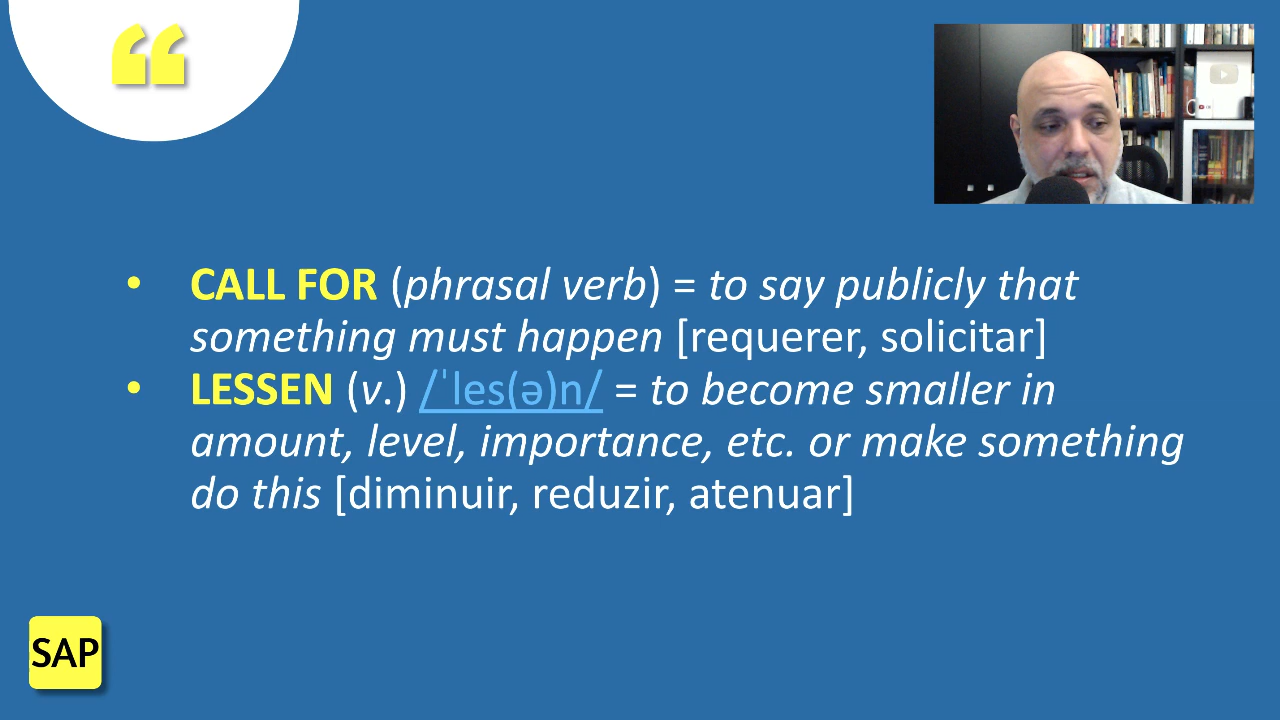 “
• CALL FOR (phrasal verb) = to say publicly that
something must happen [requerer, solicitar]
• LESSEN (v.) /ˈles(ə)n/ = to become smaller in
amount, level, importance, etc. or make something
do this [diminuir, reduzir, atenuar]
SAP